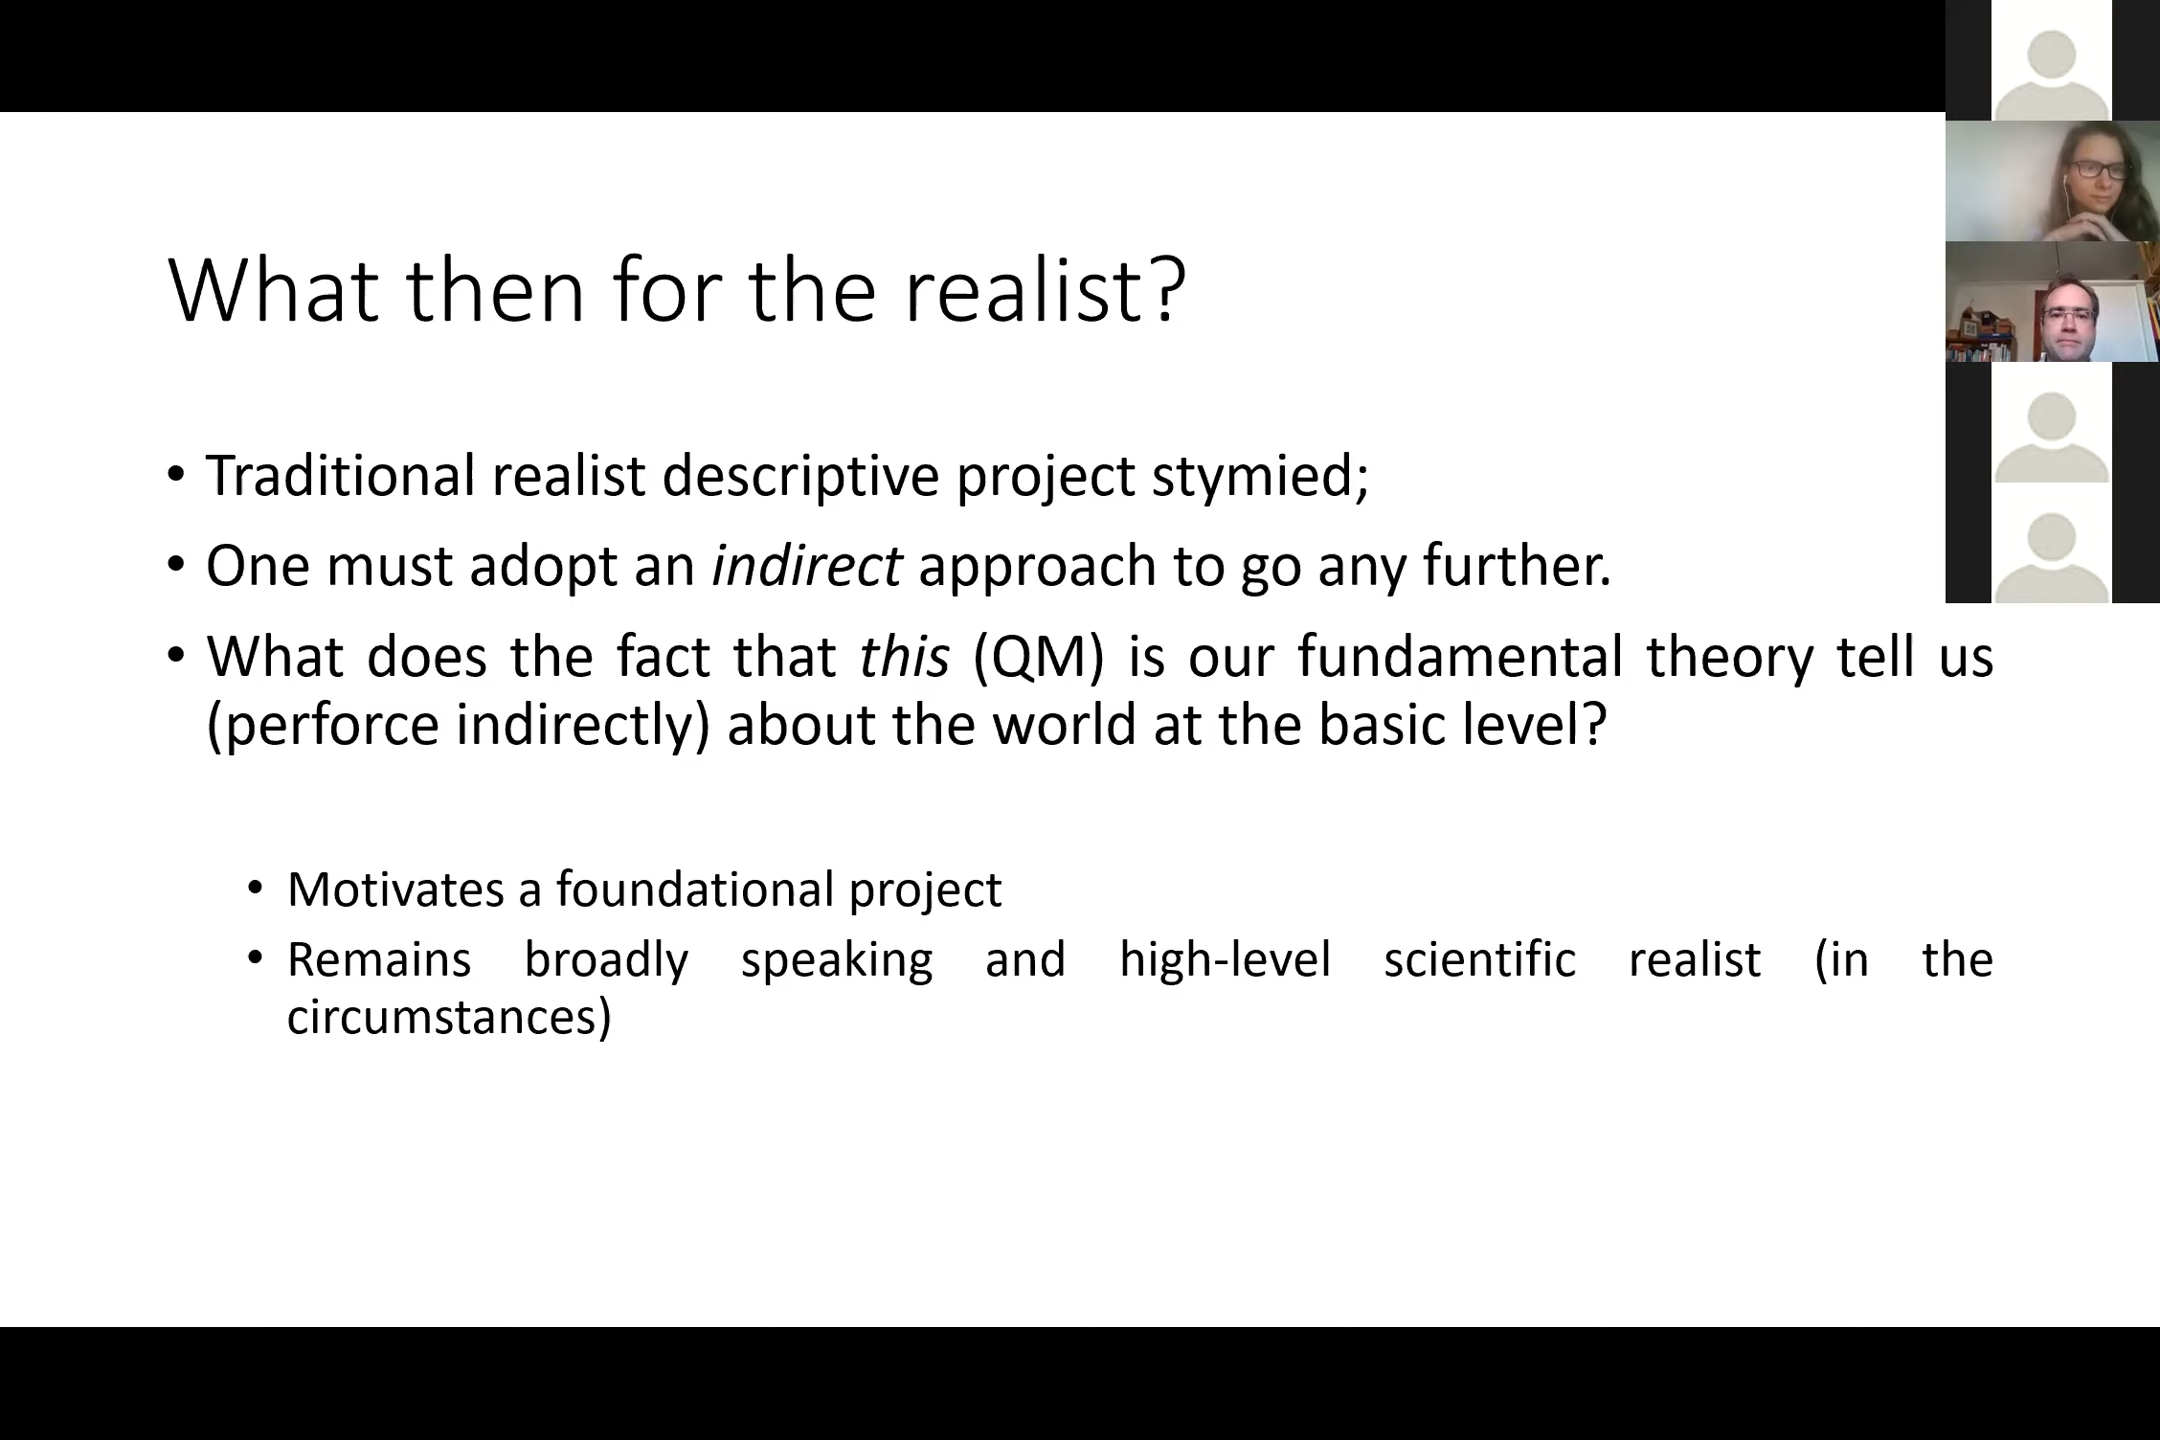 What then for the realist?
• Traditional realist descriptive project stymied;
• One must adopt an indirect approach to go any further.
• What does the fact that this (QM) is our fundamental theory tell us
(perforce indirectly) about the world at the basic level?
• Motivates a foundational project
• Remains broadly speaking and high-level scientific realist (in the
circumstances)